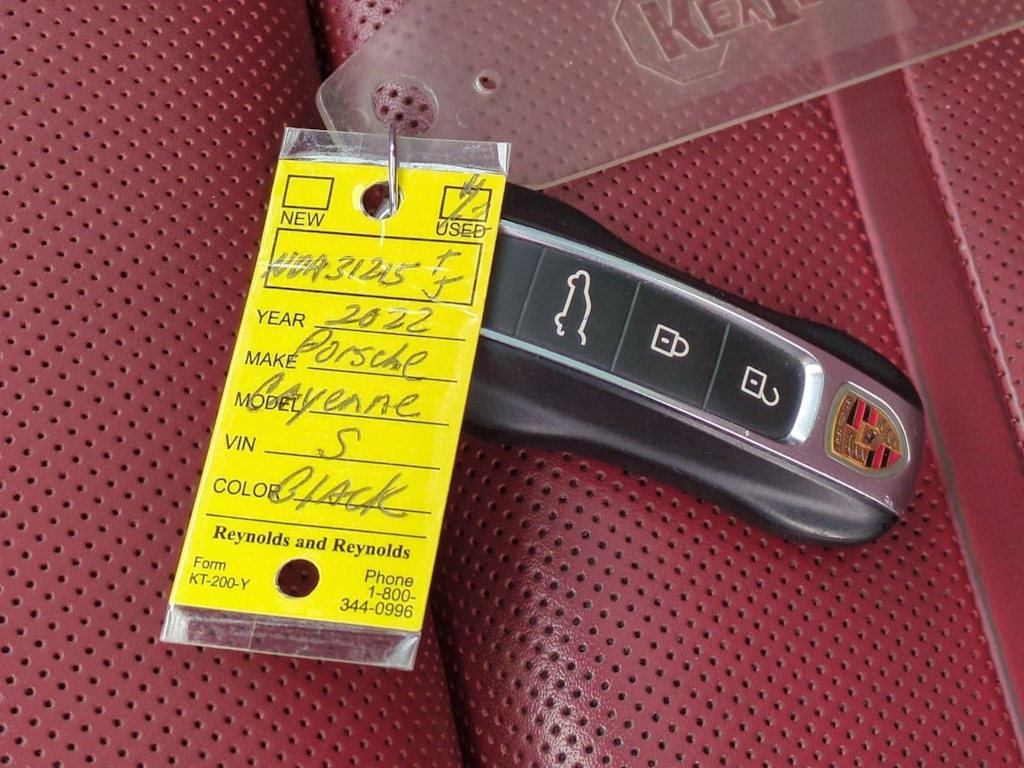 NEW
USED
NDA31215
YEAR 2022
MAKE Porsche
MODEL Cayenne
VIN S
COLOR Black
Reynolds and Reynolds
Form
KT-200-Y
Phone
1-800-
344-0996